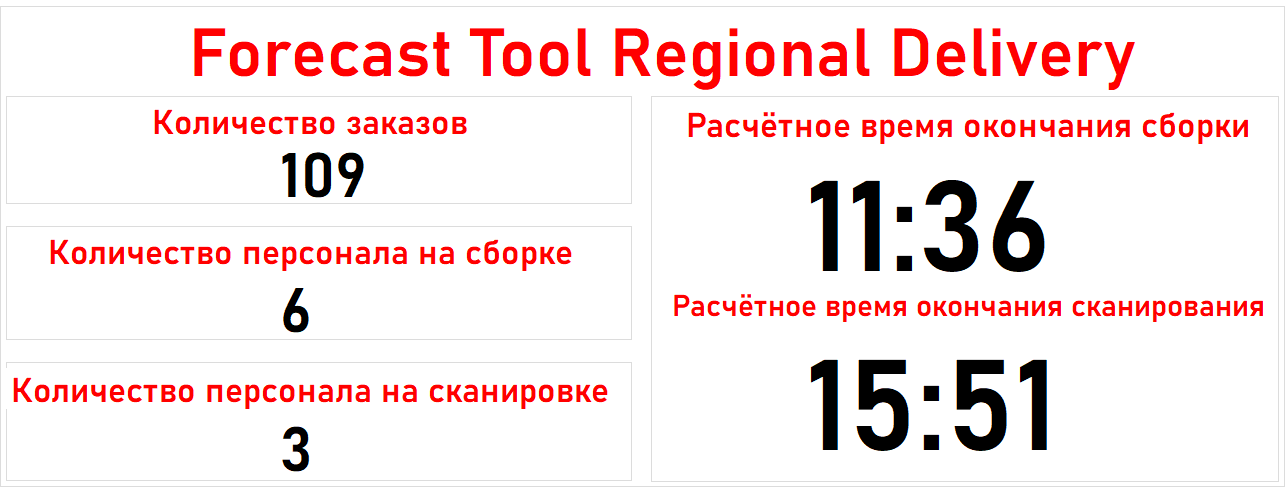 Forecast Tool Regional Delivery
Количество заказов
109
Количество персонала на сборке
6
Количество персонала на сканировке
3
Расчётное время окончания сборки
11:36
Расчётное время окончания сканирования
15:51